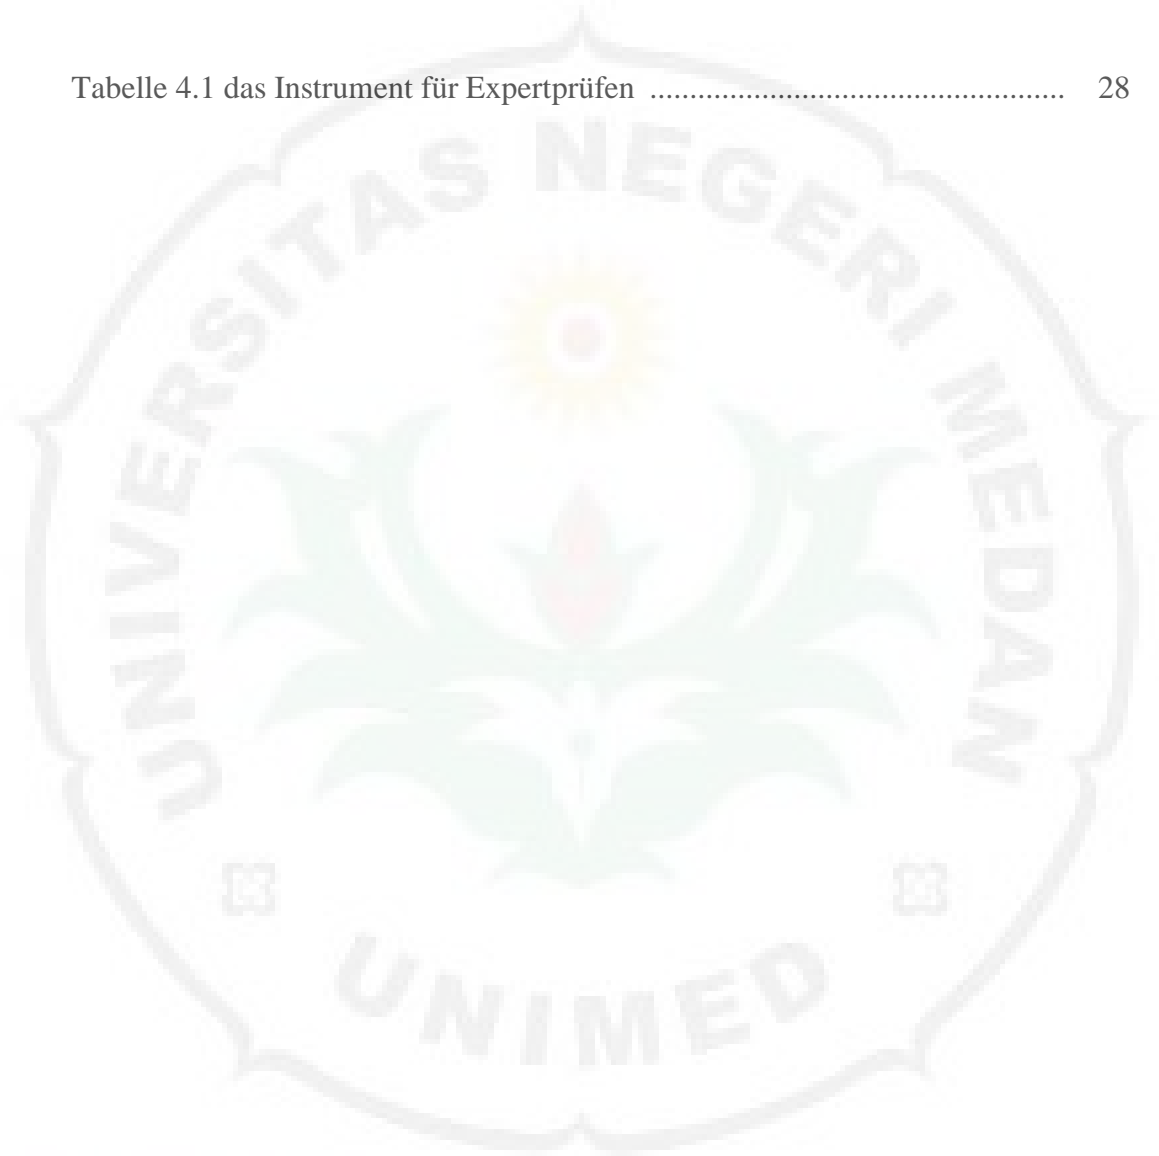 Tabelle 4.1 das Instrument für Expertprüfen ..................................................... 28
UNIVERSITAS NEGERI MEDAN
UNIMED